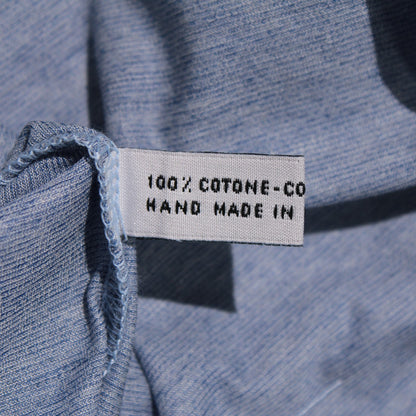 100% COTONE-CO
HAND MADE IN